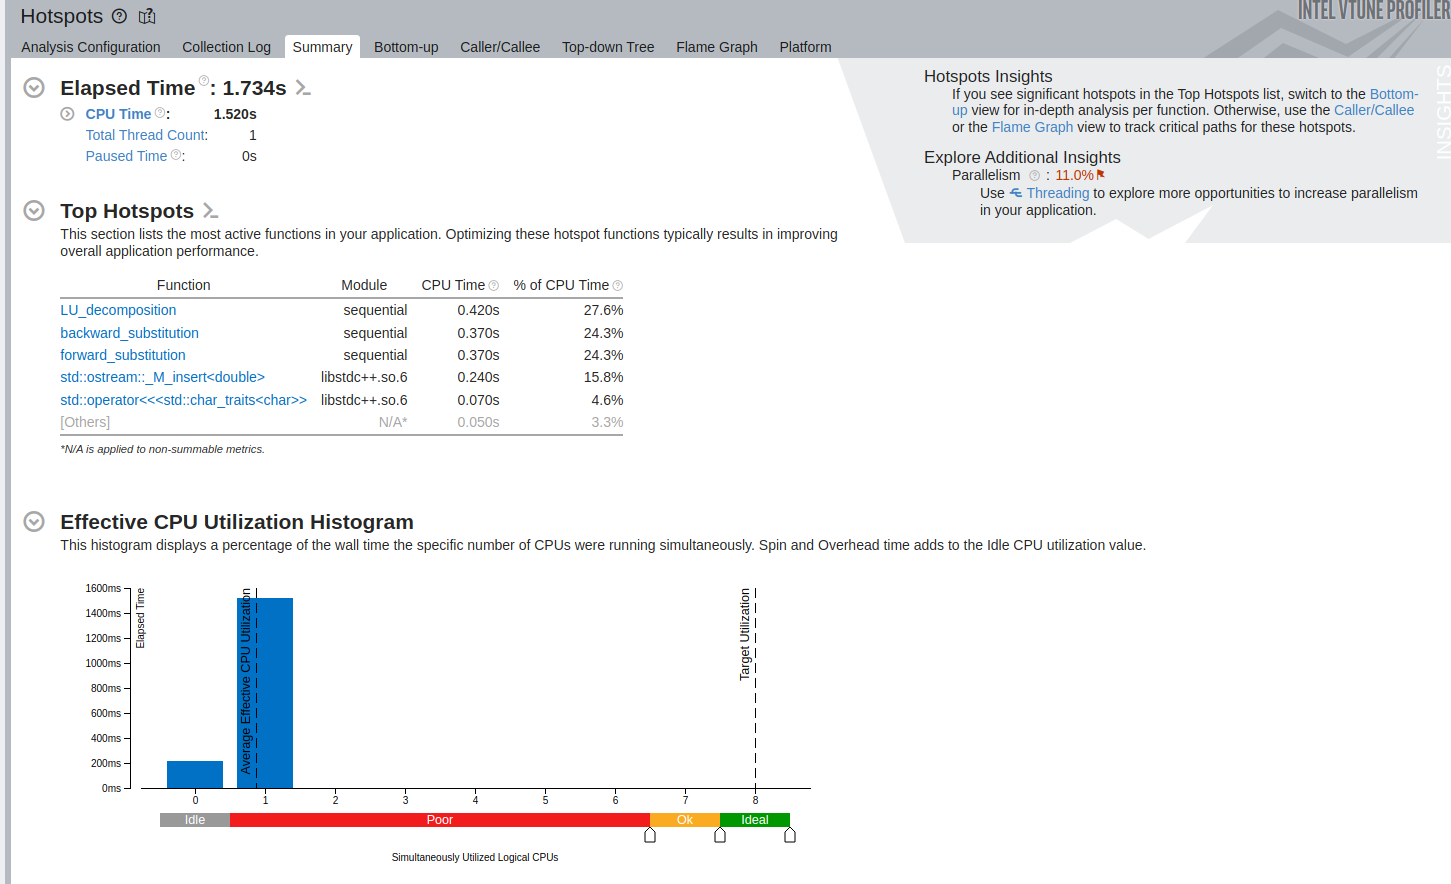 Hotspots
INTEL VTUNE PROFILER
Analysis Configuration Collection Log Summary Bottom-up Caller/Callee Top-down Tree Flame Graph Platform
Elapsed Time : 1.734s
CPU Time : 1.520s
Total Thread Count: 1
Paused Time : 0s
Hotspots Insights
If you see significant hotspots in the Top Hotspots list, switch to the Bottom-
up view for in-depth analysis per function. Otherwise, use the Caller/Callee
or the Flame Graph view to track critical paths for these hotspots.
Explore Additional Insights
Parallelism : 11.0%
Use Threading to explore more opportunities to increase parallelism
in your application.
INSIGHTS
Top Hotspots
This section lists the most active functions in your application. Optimizing these hotspot functions typically results in improving
overall application performance.
Function Module CPU Time % of CPU Time
LU_decomposition sequential 0.420s 27.6%
backward_substitution sequential 0.370s 24.3%
forward_substitution sequential 0.370s 24.3%
std::ostream::_M_insert<double> libstdc++.so.6 0.240s 15.8%
std::operator<<<std::char_traits<char>> libstdc++.so.6 0.070s 4.6%
[Others] N/A* 0.050s 3.3%
*N/A is applied to non-summable metrics.
Effective CPU Utilization Histogram
This histogram displays a percentage of the wall time the specific number of CPUs were running simultaneously. Spin and Overhead time adds to the Idle CPU utilization value.
1600ms
1400ms
1200ms
1000ms
800ms
600ms
400ms
200ms
0ms
Elapsed Time
Average Effective CPU Utilization
Target Utilization
0 1 2 3 4 5 6 7 8
Idle Poor Ok Ideal
Simultaneously Utilized Logical CPUs